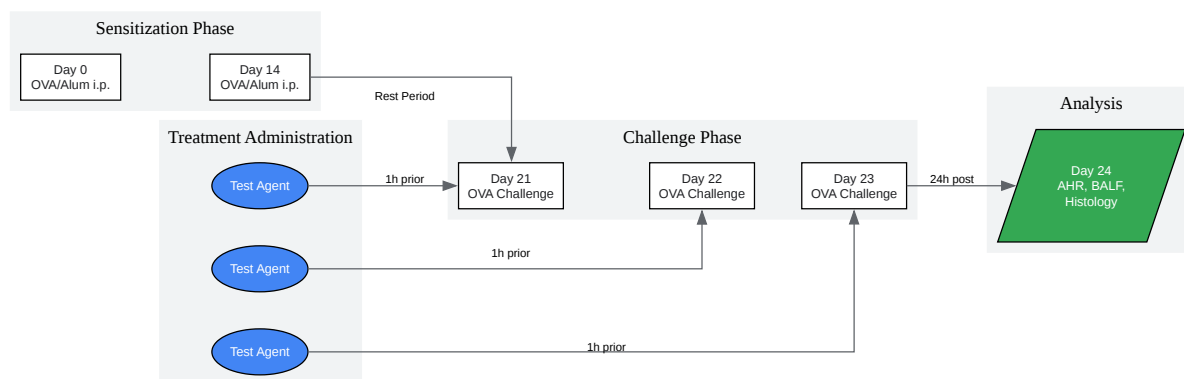 Sensitization Phase
Day 0
OVA/Alum i.p.
Day 14
OVA/Alum i.p.
Rest Period
Treatment Administration
Test Agent
1h prior
Test Agent
1h prior
Test Agent
1h prior
Challenge Phase
Day 21
OVA Challenge
Day 22
OVA Challenge
Day 23
OVA Challenge
24h post
Analysis
Day 24
AHR, BALF,
Histology